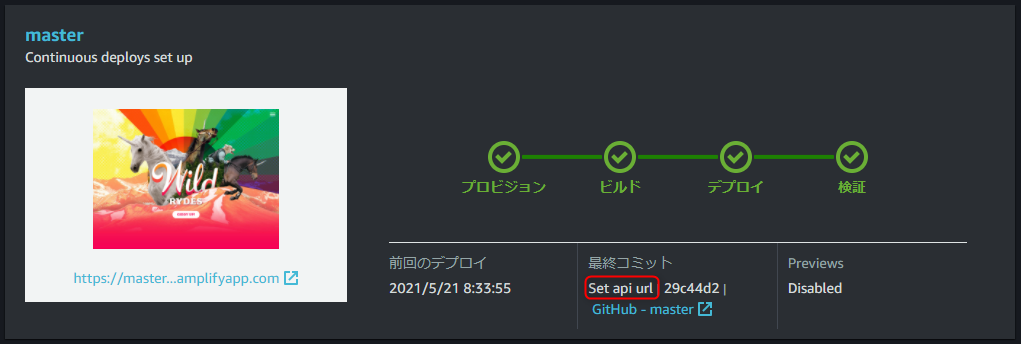 master
Continuous deploys set up
Wild
RYDES
https://master...amplifyapp.com
プロビジョン
ビルド
デプロイ
検証
前回のデプロイ
2021/5/21 8:33:55
最終コミット
Set api url 29c44d2 |
GitHub - master
Previews
Disabled